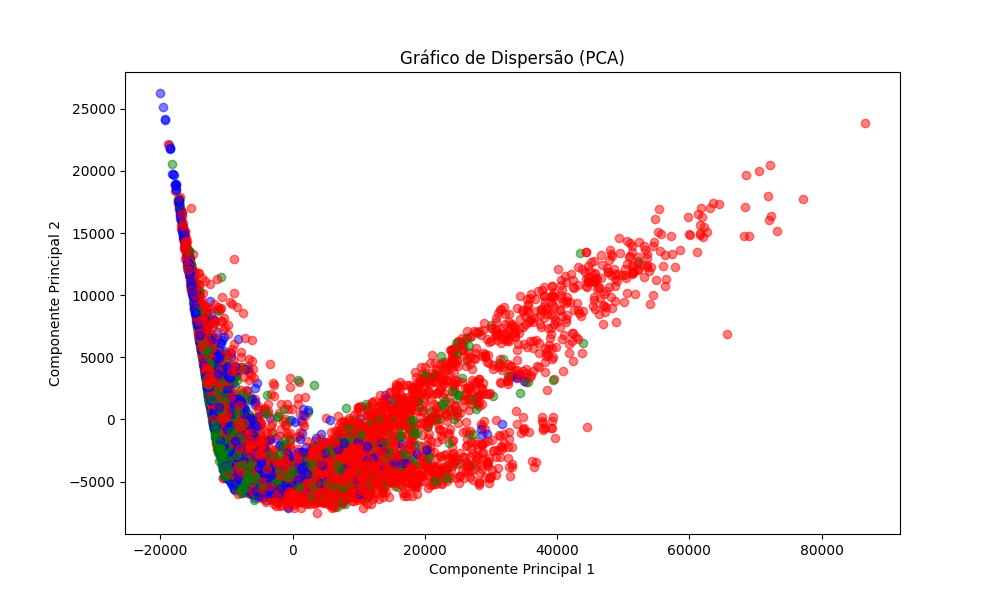 Gráfico de Dispersão (PCA)
25000
20000
15000
10000
5000
0
−5000
Componente Principal 2
−20000 0 20000 40000 60000 80000
Componente Principal 1